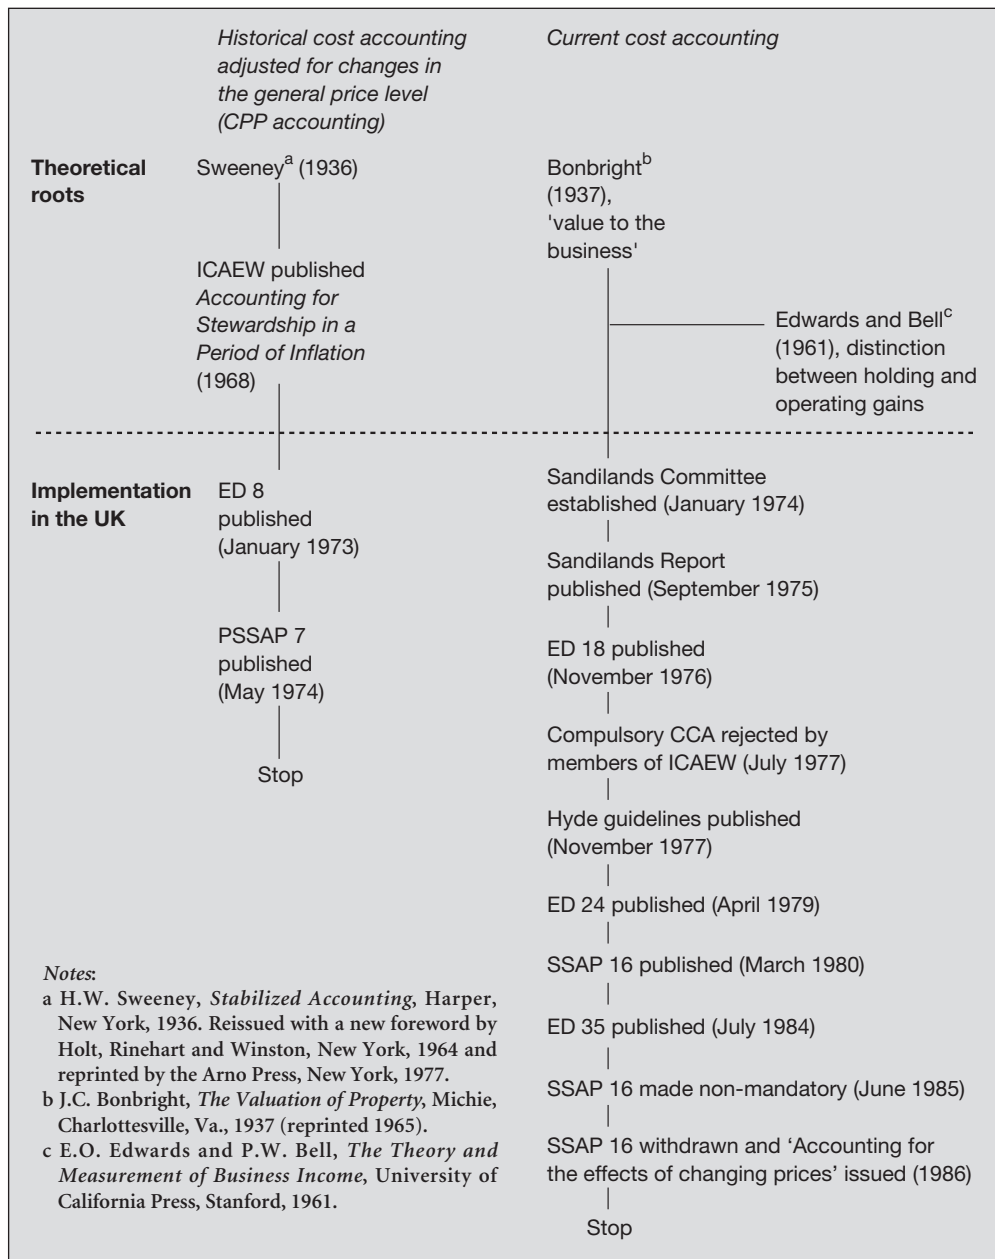 Historical cost accounting
adjusted for changes in
the general price level
(CPP accounting)
Current cost accounting
Theoretical
roots
Sweeneyᵃ (1936)
ICAEW published
Accounting for
Stewardship in a
Period of Inflation
(1968)
Bonbrightᵇ
(1937),
'value to the
business'
Edwards and Bellᶜ
(1961), distinction
between holding and
operating gains
Implementation
in the UK
ED 8
published
(January 1973)
PSSAP 7
published
(May 1974)
Stop
Sandilands Committee
established (January 1974)
Sandilands Report
published (September 1975)
ED 18 published
(November 1976)
Compulsory CCA rejected by
members of ICAEW (July 1977)
Hyde guidelines published
(November 1977)
ED 24 published (April 1979)
SSAP 16 published (March 1980)
ED 35 published (July 1984)
SSAP 16 made non-mandatory (June 1985)
SSAP 16 withdrawn and ‘Accounting for
the effects of changing prices’ issued (1986)
Stop
Notes:
a H.W. Sweeney, Stabilized Accounting, Harper,
New York, 1936. Reissued with a new foreword by
Holt, Rinehart and Winston, New York, 1964 and
reprinted by the Arno Press, New York, 1977.
b J.C. Bonbright, The Valuation of Property, Michie,
Charlottesville, Va., 1937 (reprinted 1965).
c E.O. Edwards and P.W. Bell, The Theory and
Measurement of Business Income, University of
California Press, Stanford, 1961.